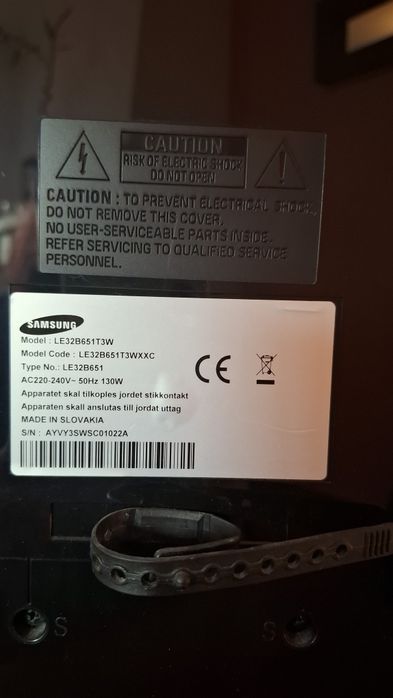 CAUTION
RISK OF ELECTRIC SHOCK
DO NOT OPEN
CAUTION : TO PREVENT ELECTRICAL SHOCK,
DO NOT REMOVE THIS COVER.
NO USER-SERVICEABLE PARTS INSIDE.
REFER SERVICING TO QUALIFIED SERVICE
PERSONNEL.
SAMSUNG
Model : LE32B651T3W
Model Code : LE32B651T3WXXC
Type No.: LE32B651
AC220-240V~ 50Hz 130W
Apparatet skal tilkoples jordet stikkontakt
Apparaten skall anslutas till jordat uttag
MADE IN SLOVAKIA
S/N : AYVY3SWSC01022A
CE
S
S